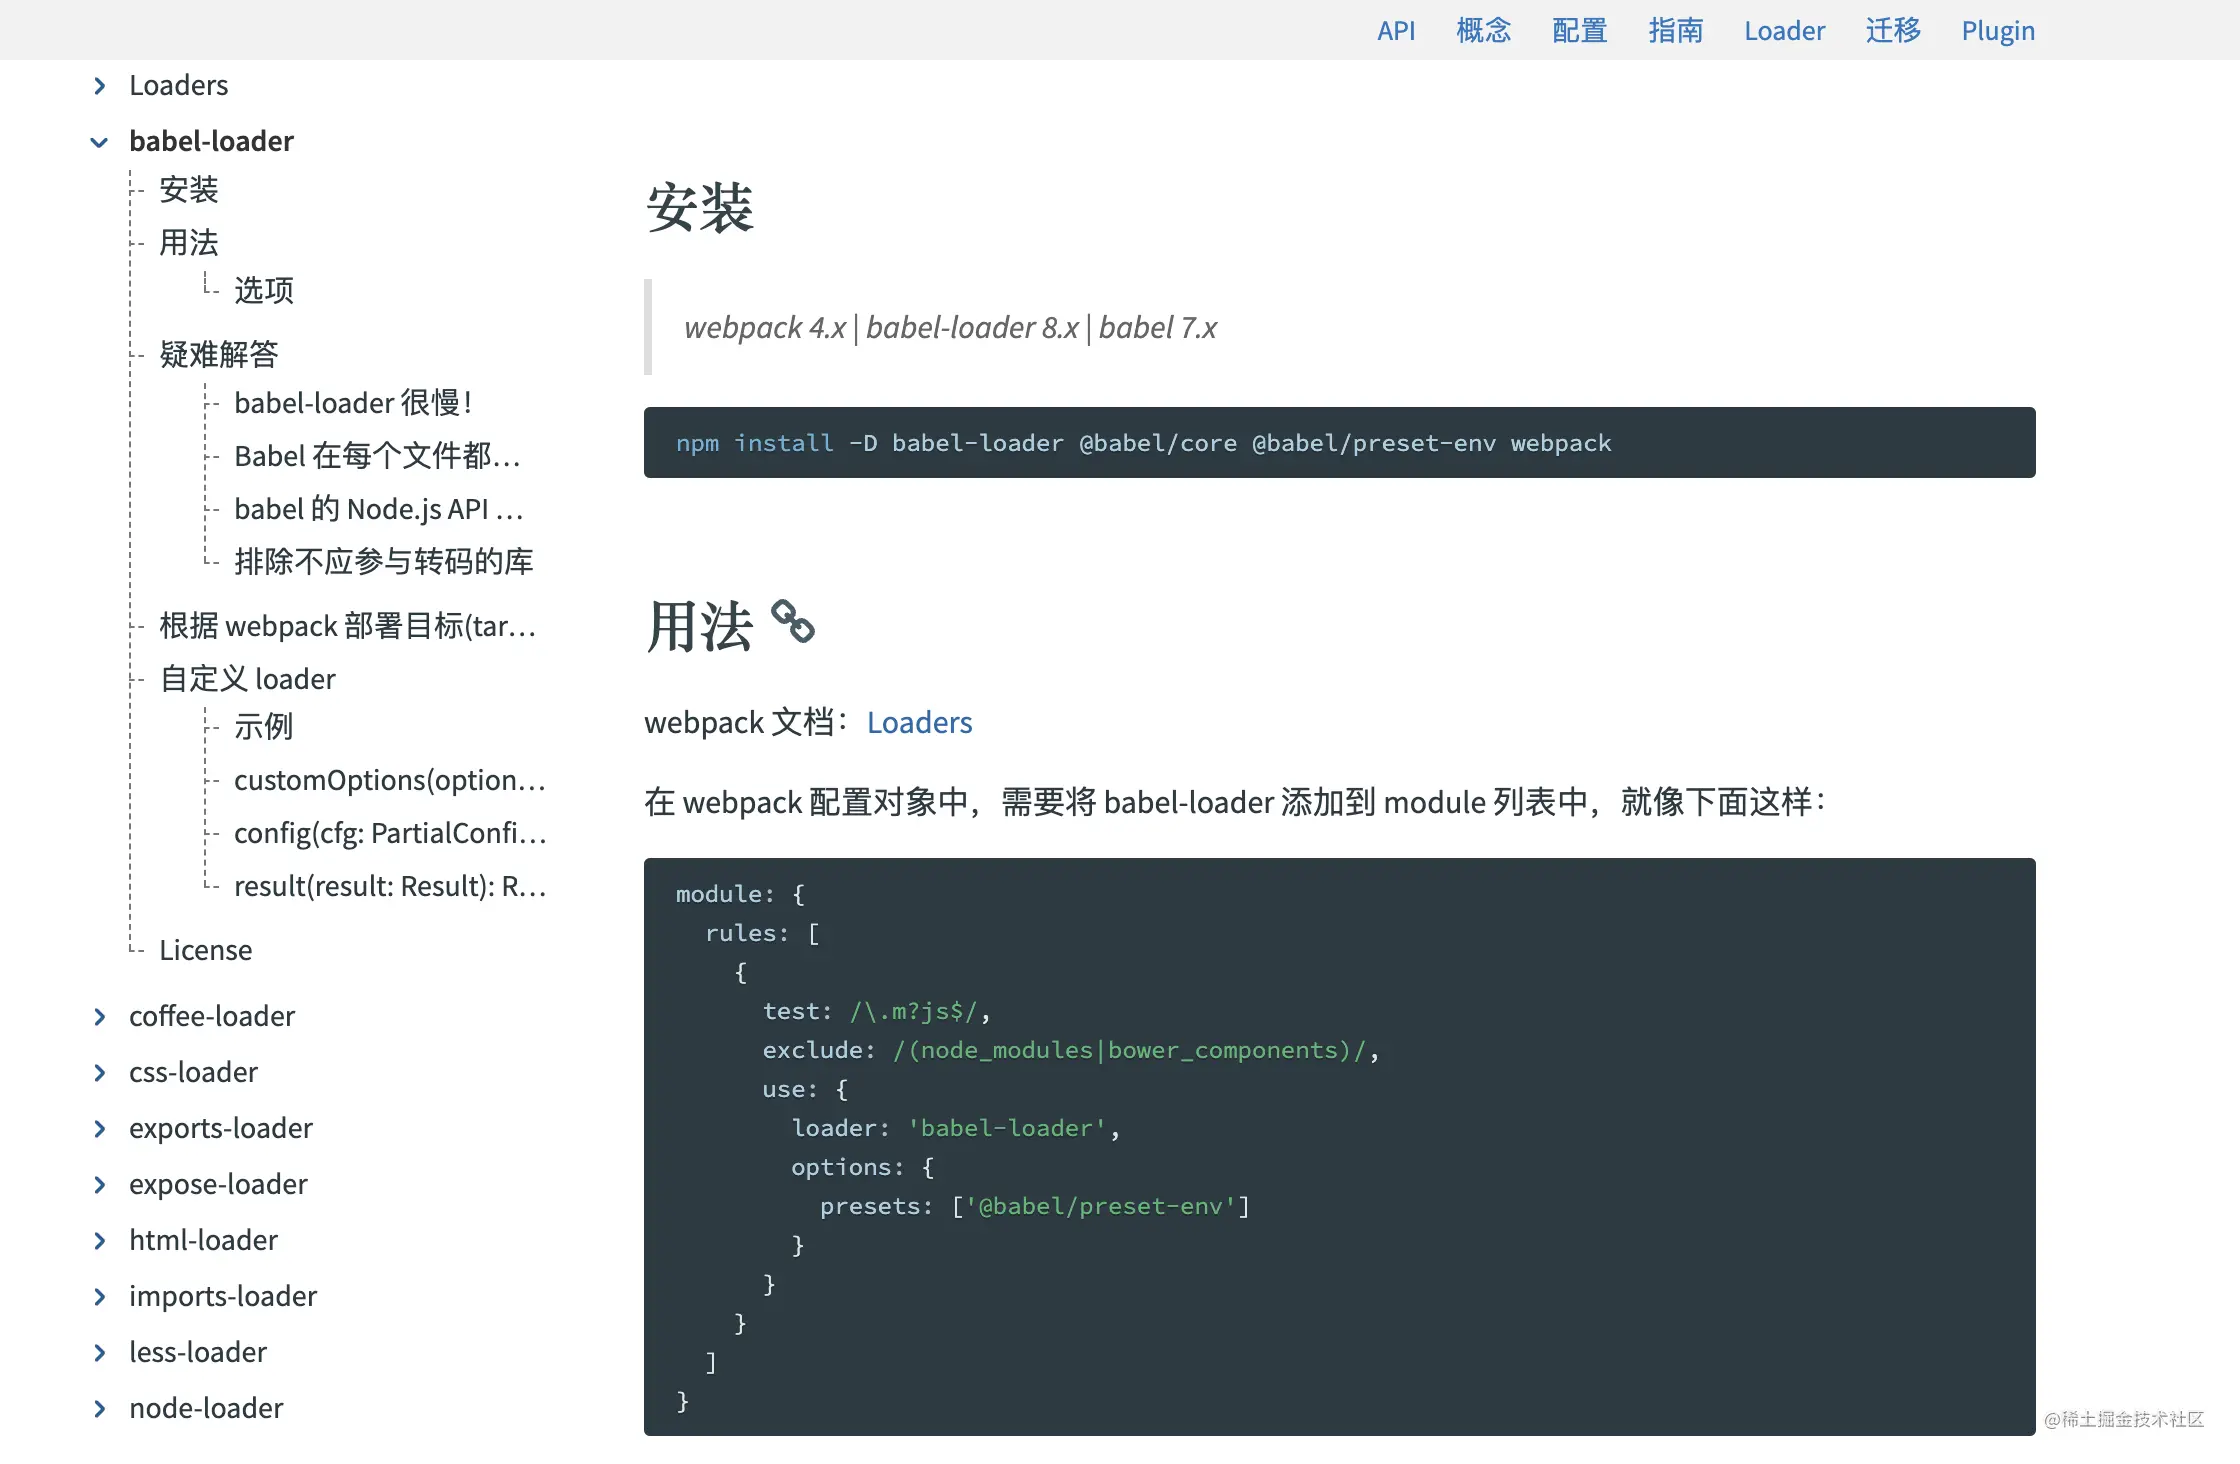 API 概念 配置 指南 Loader 迁移 Plugin
Loaders
babel-loader
安装
用法
选项
疑难解答
babel-loader 很慢！
Babel 在每个文件都…
babel 的 Node.js API …
排除不应参与转码的库
根据 webpack 部署目标(tar…
自定义 loader
示例
customOptions(option…
config(cfg: PartialConfi…
result(result: Result): R…
License
coffee-loader
css-loader
exports-loader
expose-loader
html-loader
imports-loader
less-loader
node-loader
安装
webpack 4.x | babel-loader 8.x | babel 7.x
npm install -D babel-loader @babel/core @babel/preset-env webpack
用法
webpack 文档：Loaders
在 webpack 配置对象中，需要将 babel-loader 添加到 module 列表中，就像下面这样：
module: {
  rules: [
    {
      test: /\.m?js$/,
      exclude: /(node_modules|bower_components)/,
      use: {
        loader: 'babel-loader',
        options: {
          presets: ['@babel/preset-env']
        }
      }
    }
  ]
}
@稀土掘金技术社区